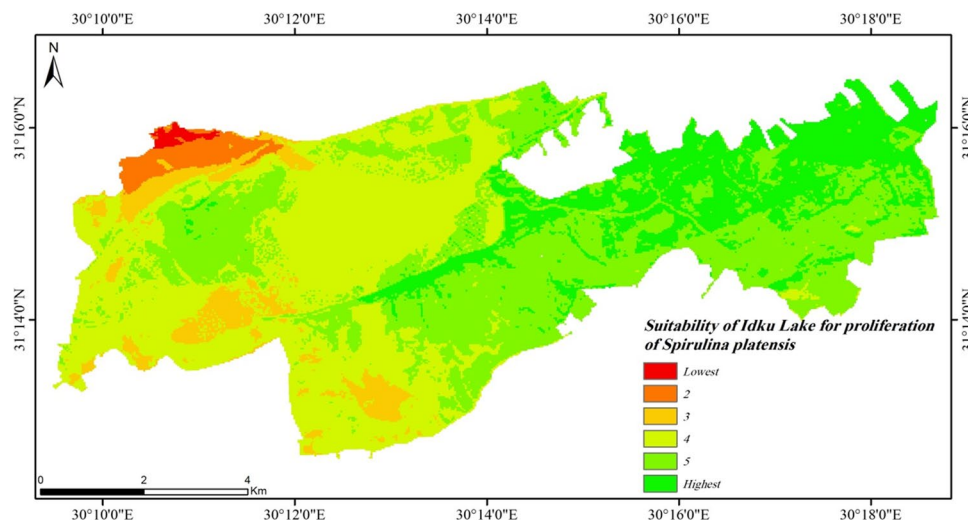 30°10'0"E 30°12'0"E 30°14'0"E 30°16'0"E 30°18'0"E
N
31°16'0"N 31°16'0"N
31°14'0"N 31°14'0"N
Suitability of Idku Lake for proliferation
of Spirulina platensis
Lowest
2
3
4
5
Highest
0 2 4
Km
30°10'0"E 30°12'0"E 30°14'0"E 30°16'0"E 30°18'0"E